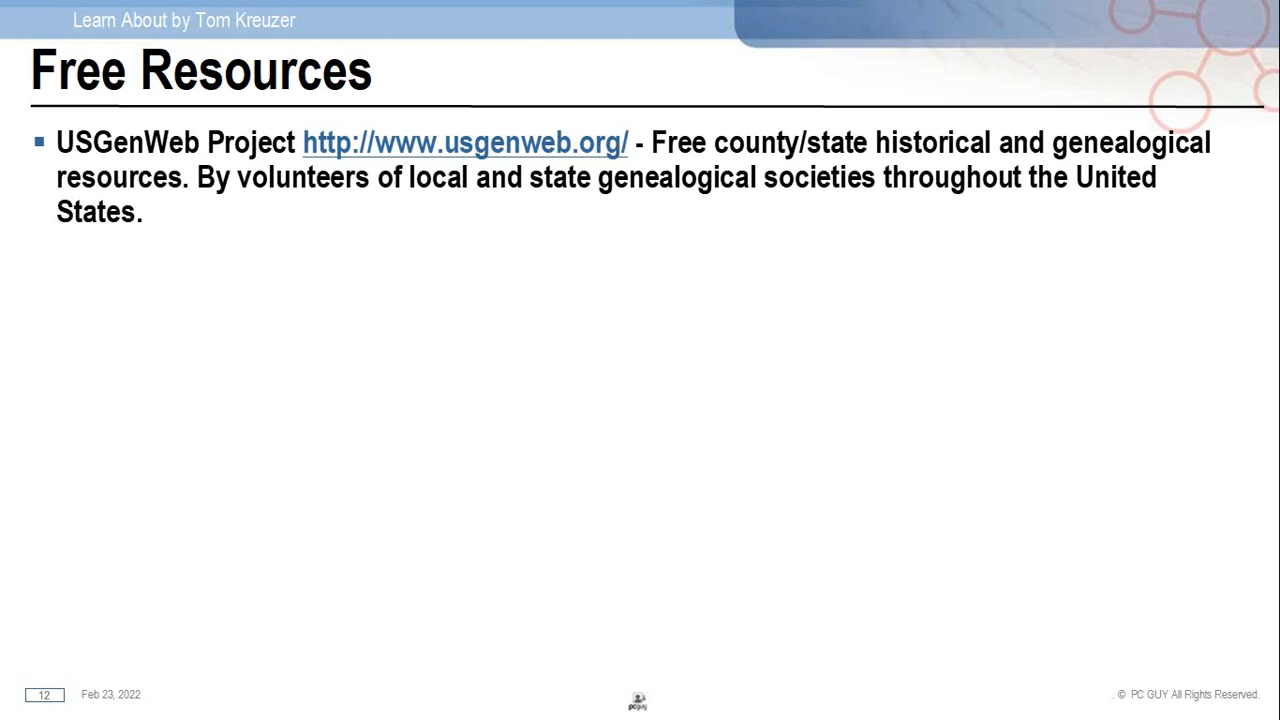 Learn About by Tom Kreuzer
Free Resources
▪ USGenWeb Project http://www.usgenweb.org/ - Free county/state historical and genealogical
resources. By volunteers of local and state genealogical societies throughout the United
States.
12 Feb 23, 2022 pcguy . © PC GUY All Rights Reserved.